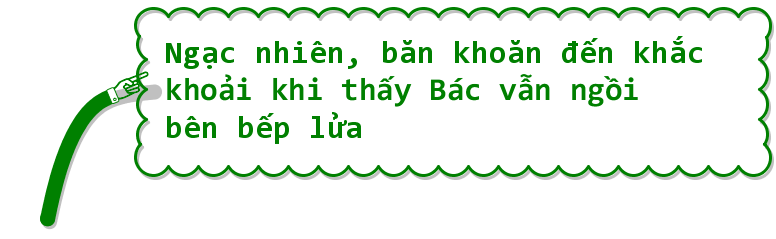 Ngạc nhiên, băn khoăn đến khắc
khoải khi thấy Bác vẫn ngồi
bên bếp lửa